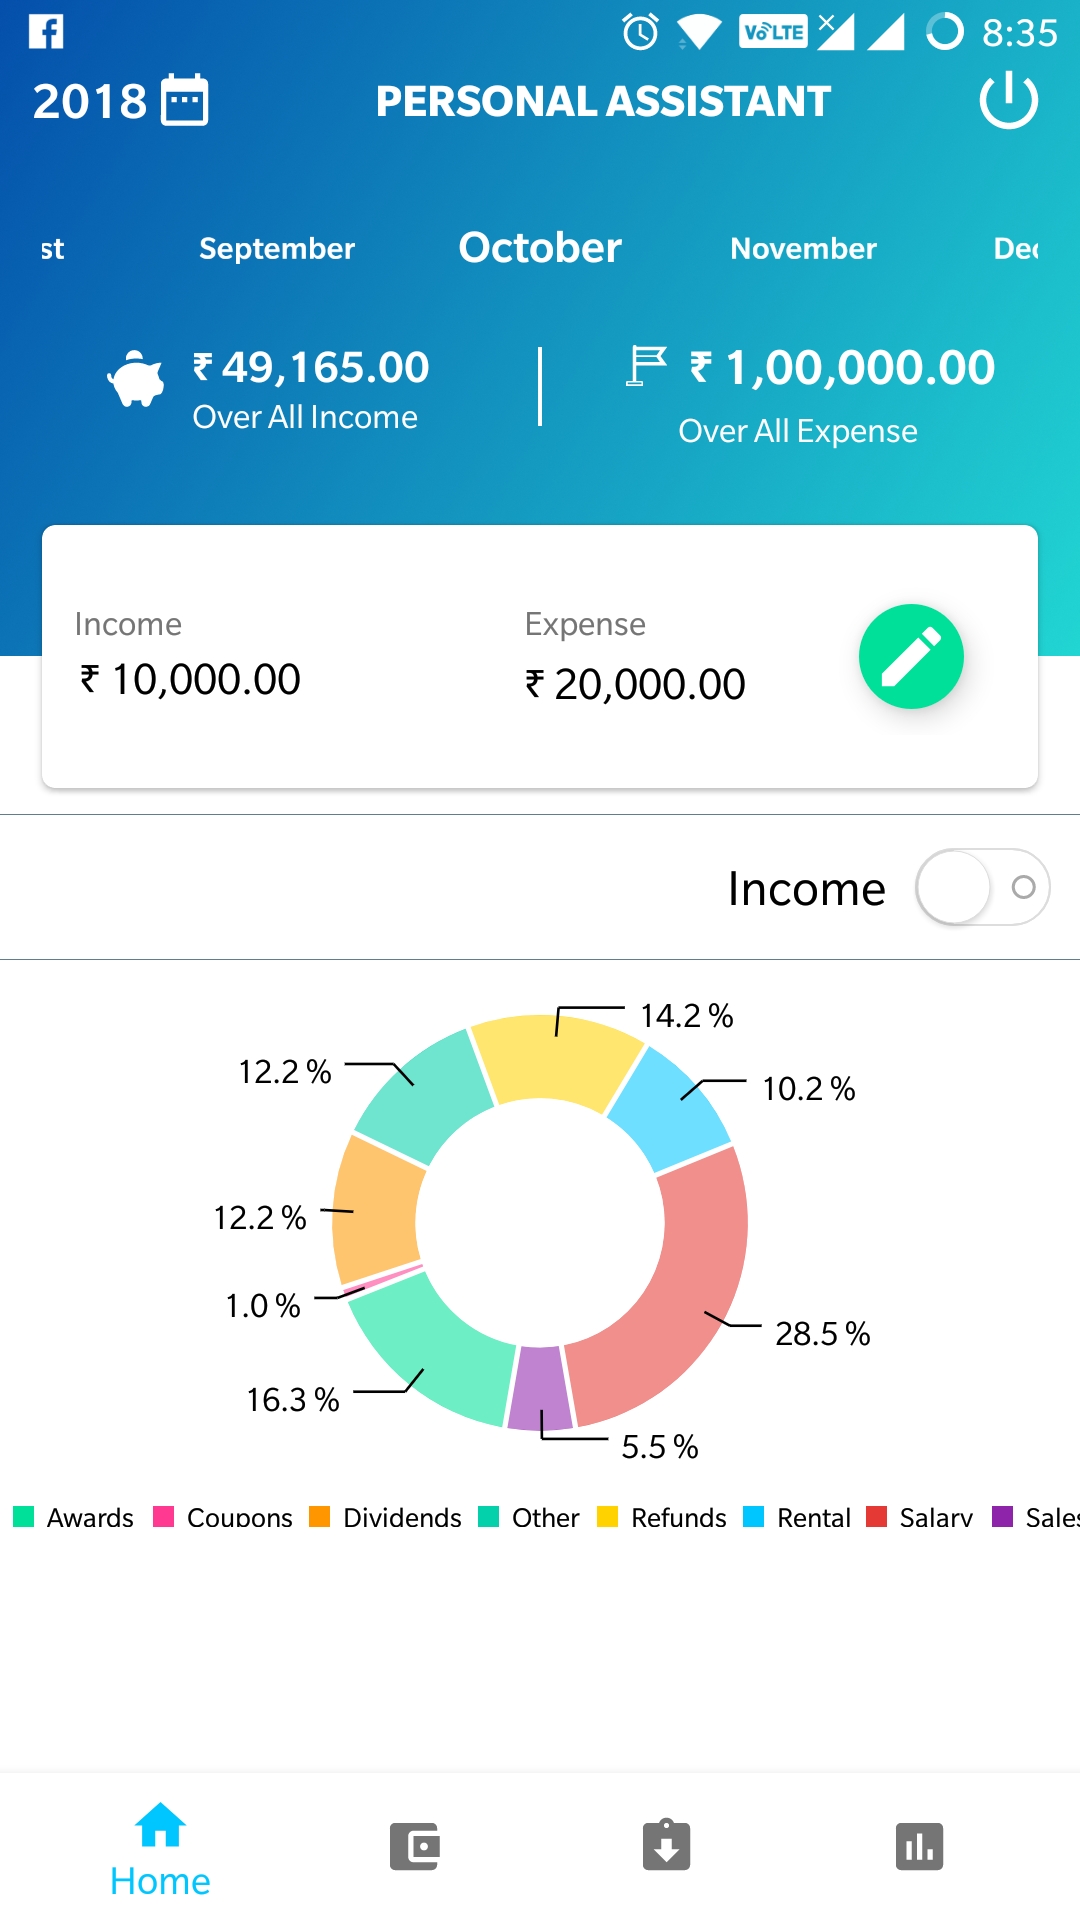 8:35
2018 PERSONAL ASSISTANT
st September October November Dec
₹ 49,165.00 ₹ 1,00,000.00
Over All Income Over All Expense
Income Expense
₹ 10,000.00 ₹ 20,000.00
Income
14.2 %
12.2 % 10.2 %
12.2 %
1.0 %
28.5 %
16.3 %
5.5 %
Awards Coupons Dividends Other Refunds Rental Salary Sales
Home
VoLTE